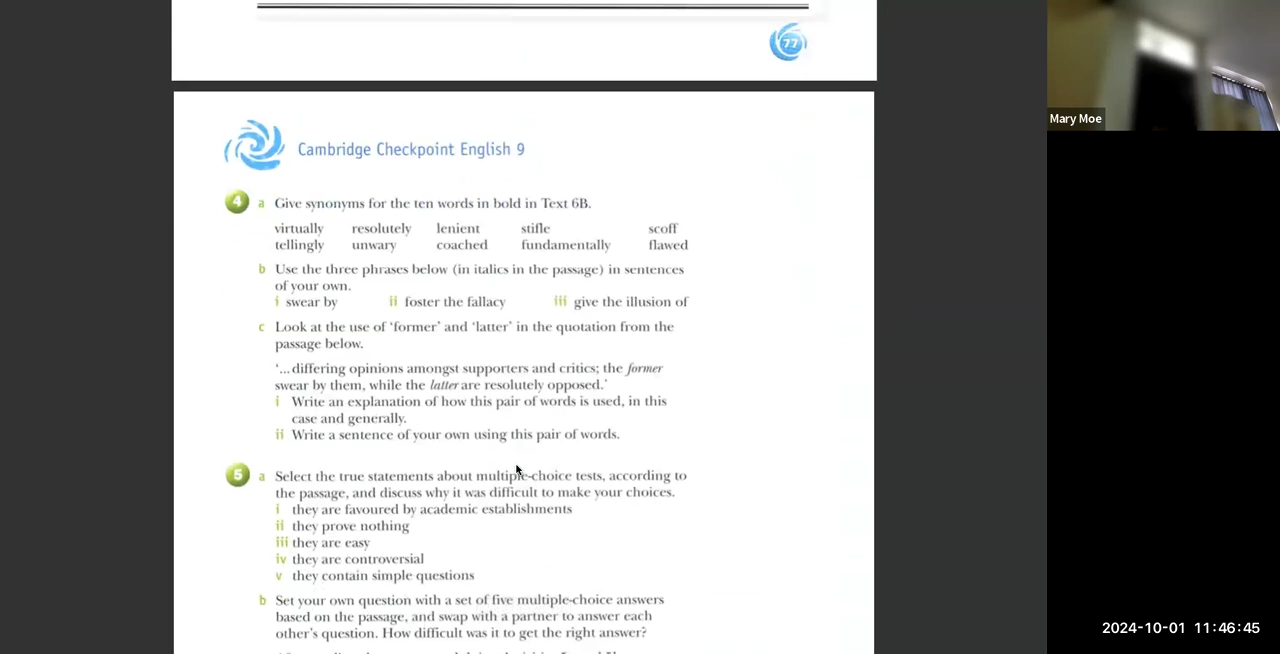 77
Cambridge Checkpoint English 9
4 a Give synonyms for the ten words in bold in Text 6B.
virtually resolutely lenient stifle scoff
tellingly unwary coached fundamentally flawed
b Use the three phrases below (in italics in the passage) in sentences
of your own.
i swear by ii foster the fallacy iii give the illusion of
c Look at the use of ‘former’ and ‘latter’ in the quotation from the
passage below.
‘... differing opinions amongst supporters and critics; the former
swear by them, while the latter are resolutely opposed.’
i Write an explanation of how this pair of words is used, in this
case and generally.
ii Write a sentence of your own using this pair of words.
5 a Select the true statements about multiple-choice tests, according to
the passage, and discuss why it was difficult to make your choices.
i they are favoured by academic establishments
ii they prove nothing
iii they are easy
iv they are controversial
v they contain simple questions
b Set your own question with a set of five multiple-choice answers
based on the passage, and swap with a partner to answer each
other’s question. How difficult was it to get the right answer?
Mary Moe
2024-10-01 11:46:45